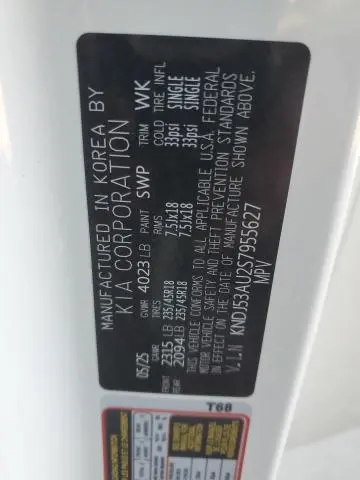 MANUFACTURED IN KOREA BY
KIA CORPORATION
05/25 GVWR 4023 LB PAINT SWP TRIM WK
GAWR TIRES RIMS COLD TIRE INFL
2315 LB 235/45R18 7.5Jx18 33psi SINGLE
REAR 2094 LB 235/45R18 7.5Jx18 33psi SINGLE
THIS VEHICLE CONFORMS TO ALL APPLICABLE U.S.A. FEDERAL
MOTOR VEHICLE SAFETY AND THEFT PREVENTION STANDARDS
IN EFFECT ON THE DATE OF MANUFACTURE SHOWN ABOVE.
V.I.N KNDJ53AU2S7955627
MPV
T68